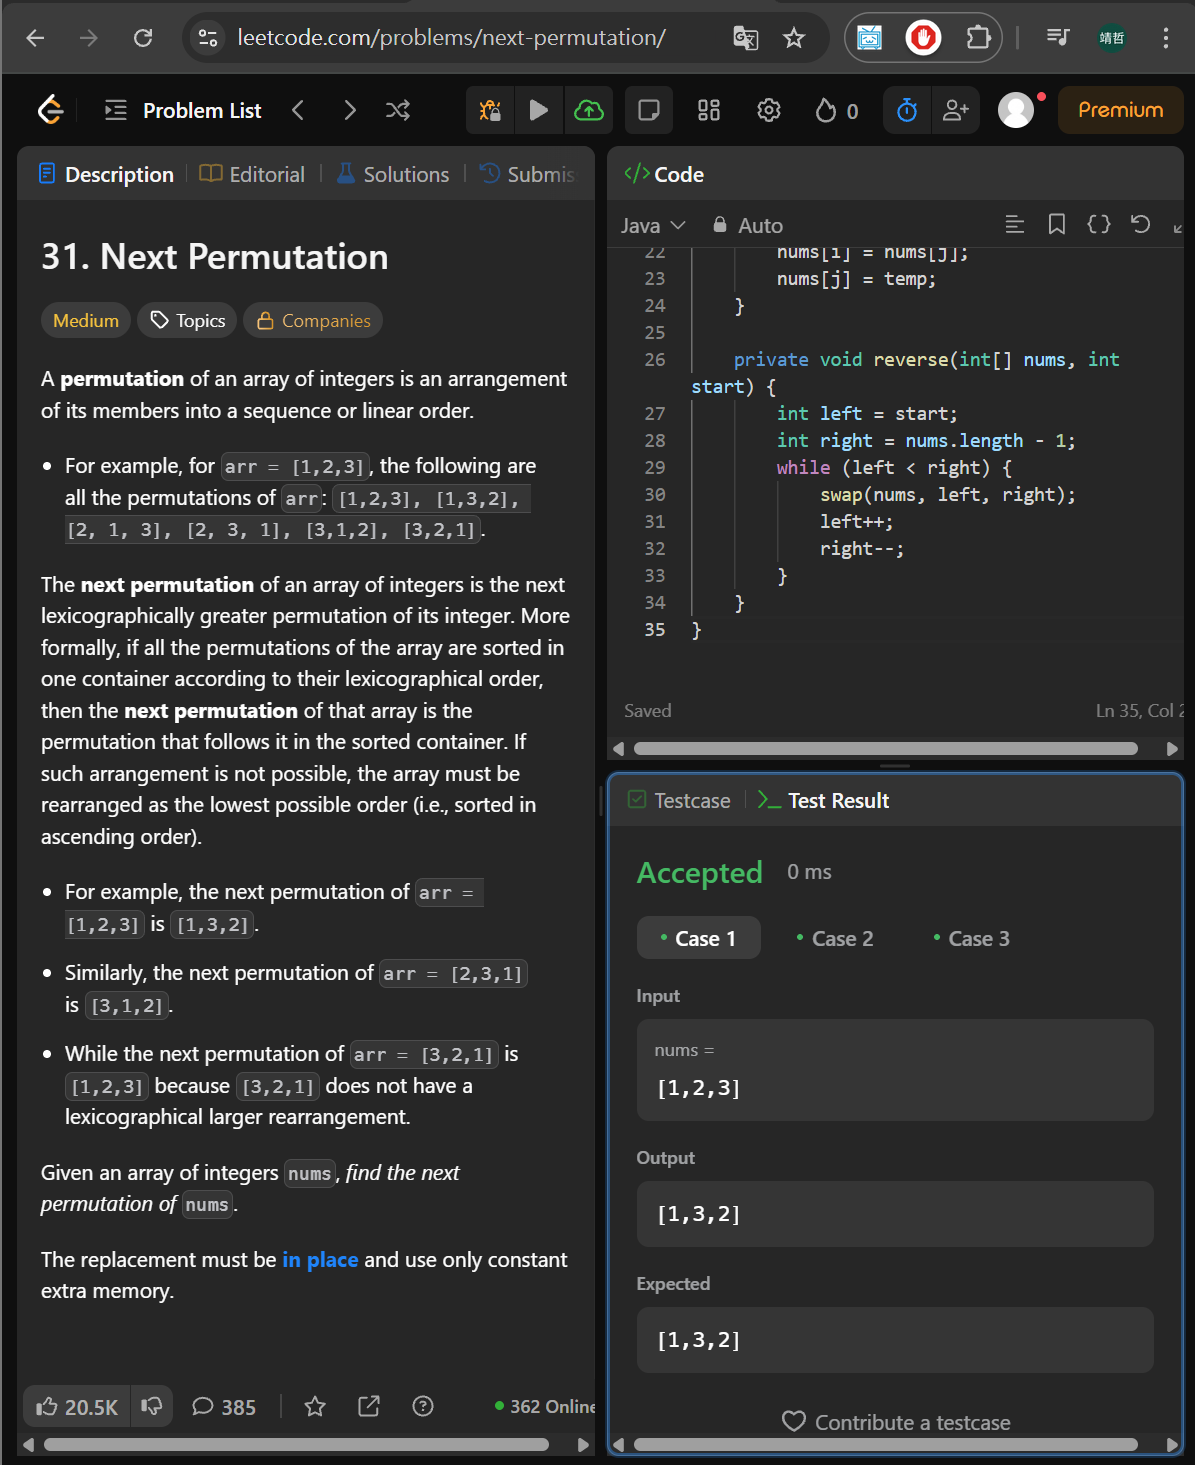 leetcode.com/problems/next-permutation/
靖哲
Problem List
0
Premium
Description
Editorial
Solutions
Submis
31. Next Permutation
Medium
Topics
Companies
A permutation of an array of integers is an arrangement
of its members into a sequence or linear order.
• For example, for arr = [1,2,3], the following are
all the permutations of arr: [1,2,3], [1,3,2],
[2, 1, 3], [2, 3, 1], [3,1,2], [3,2,1].
The next permutation of an array of integers is the next
lexicographically greater permutation of its integer. More
formally, if all the permutations of the array are sorted in
one container according to their lexicographical order,
then the next permutation of that array is the
permutation that follows it in the sorted container. If
such arrangement is not possible, the array must be
rearranged as the lowest possible order (i.e., sorted in
ascending order).
• For example, the next permutation of arr =
[1,2,3] is [1,3,2].
• Similarly, the next permutation of arr = [2,3,1]
is [3,1,2].
• While the next permutation of arr = [3,2,1] is
[1,2,3] because [3,2,1] does not have a
lexicographical larger rearrangement.
Given an array of integers nums, find the next
permutation of nums.
The replacement must be in place and use only constant
extra memory.
20.5K
385
362 Online
</> Code
Java
Auto
22 nums[i] = nums[j];
23 nums[j] = temp;
24 }
25
26 private void reverse(int[] nums, int
start) {
27 int left = start;
28 int right = nums.length - 1;
29 while (left < right) {
30 swap(nums, left, right);
31 left++;
32 right--;
33 }
34 }
35 }
Saved
Ln 35, Col 2
Testcase
Test Result
Accepted
0 ms
• Case 1
• Case 2
• Case 3
Input
nums =
[1,2,3]
Output
[1,3,2]
Expected
[1,3,2]
Contribute a testcase